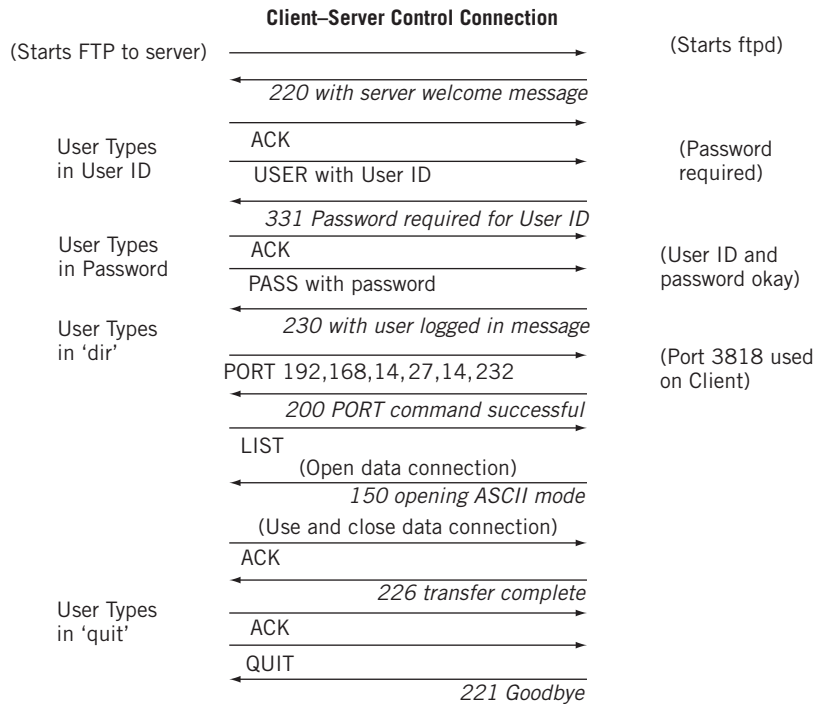 Client–Server Control Connection
(Starts FTP to server)
(Starts ftpd)
220 with server welcome message
User Types
in User ID
ACK
USER with User ID
(Password
required)
331 Password required for User ID
User Types
in Password
ACK
PASS with password
(User ID and
password okay)
230 with user logged in message
User Types
in ‘dir’
PORT 192,168,14,27,14,232
(Port 3818 used
on Client)
200 PORT command successful
LIST
(Open data connection)
150 opening ASCII mode
(Use and close data connection)
ACK
226 transfer complete
User Types
in ‘quit’
ACK
QUIT
221 Goodbye